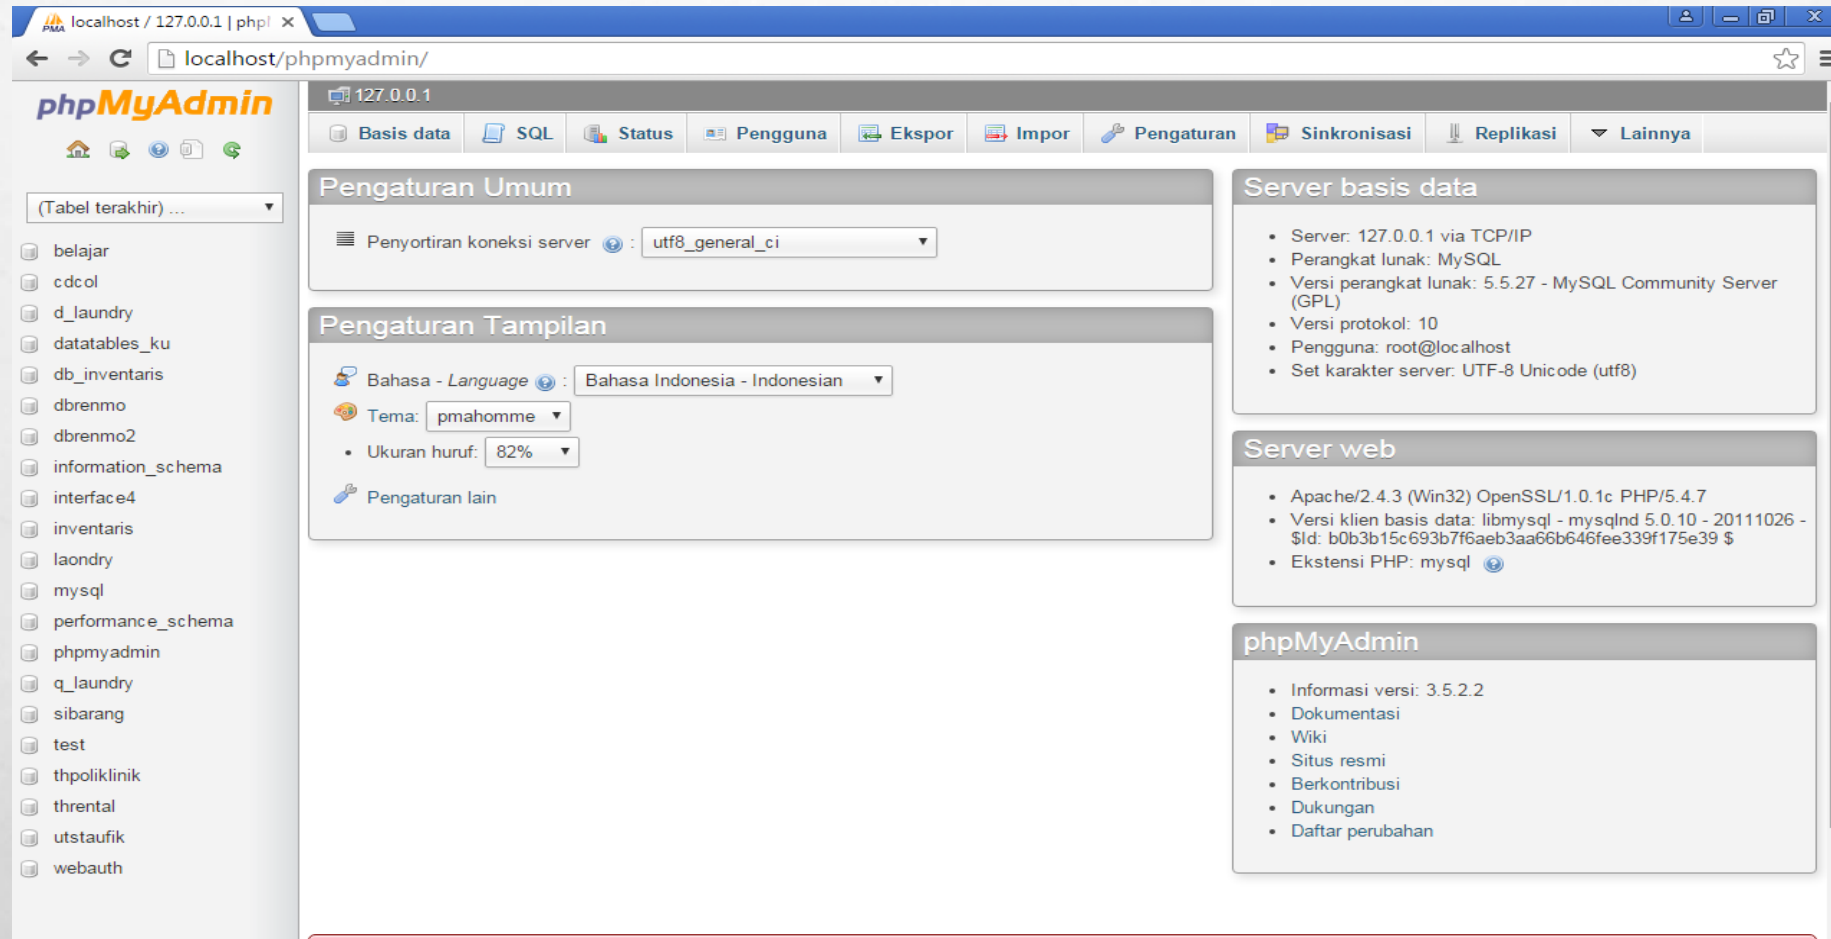 localhost / 127.0.0.1 | php
localhost/phpmyadmin/
phpMyAdmin
PMA
(Tabel terakhir) ...
belajar
cdcol
d_laundry
datatables_ku
db_inventaris
dbrenmo
dbrenmo2
information_schema
interface4
inventaris
laondry
mysql
performance_schema
phpmyadmin
q_laundry
sibarang
test
thpoliklinik
thrental
utstaufik
webauth
127.0.0.1
Basis data SQL Status Pengguna Ekspor Impor Pengaturan Sinkronisasi Replikasi Lainnya
Pengaturan Umum
Penyortiran koneksi server : utf8_general_ci
Pengaturan Tampilan
Bahasa - Language : Bahasa Indonesia - Indonesian
Tema: pmahomme
• Ukuran huruf: 82%
Pengaturan lain
Server basis data
• Server: 127.0.0.1 via TCP/IP
• Perangkat lunak: MySQL
• Versi perangkat lunak: 5.5.27 - MySQL Community Server
(GPL)
• Versi protokol: 10
• Pengguna: root@localhost
• Set karakter server: UTF-8 Unicode (utf8)
Server web
• Apache/2.4.3 (Win32) OpenSSL/1.0.1c PHP/5.4.7
• Versi klien basis data: libmysql - mysqlnd 5.0.10 - 20111026 -
$Id: b0b3b15c693b7f6aeb3aa66b646fee339f175e39 $
• Ekstensi PHP: mysql
phpMyAdmin
• Informasi versi: 3.5.2.2
• Dokumentasi
• Wiki
• Situs resmi
• Berkontribusi
• Dukungan
• Daftar perubahan